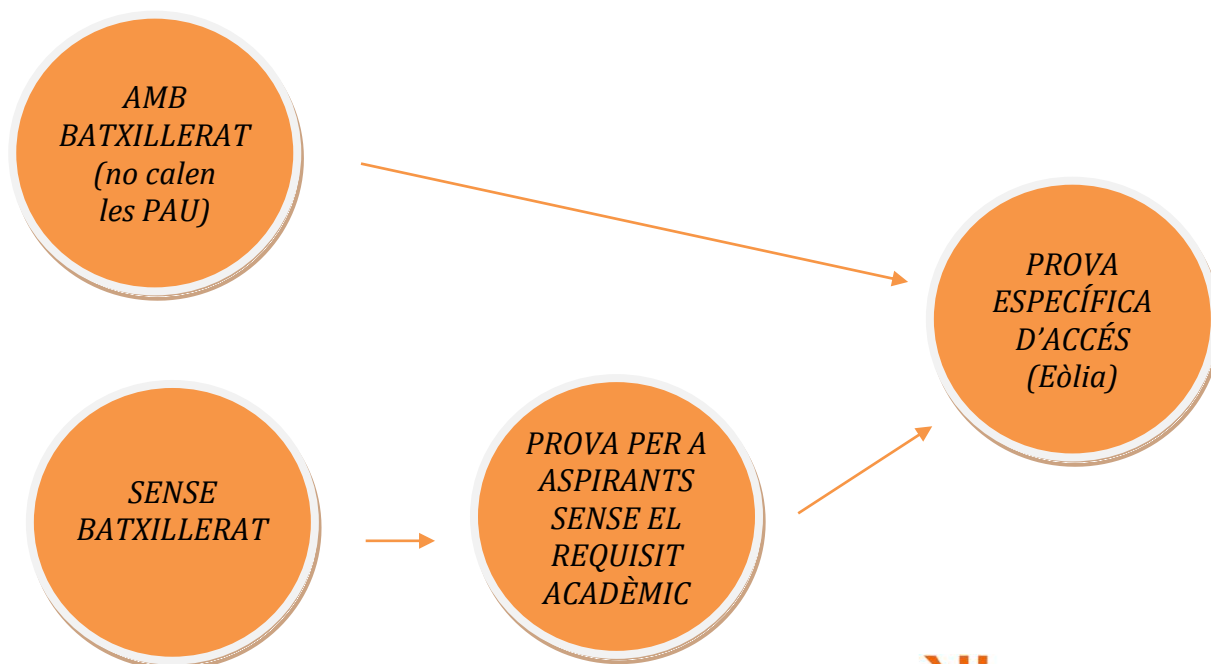 AMB
BATXILLERAT
(no calen
les PAU)
PROVA
ESPECÍFICA
D’ACCÉS
(Eòlia)
SENSE
BATXILLERAT
PROVA PER A
ASPIRANTS
SENSE EL
REQUISIT
ACADÈMIC